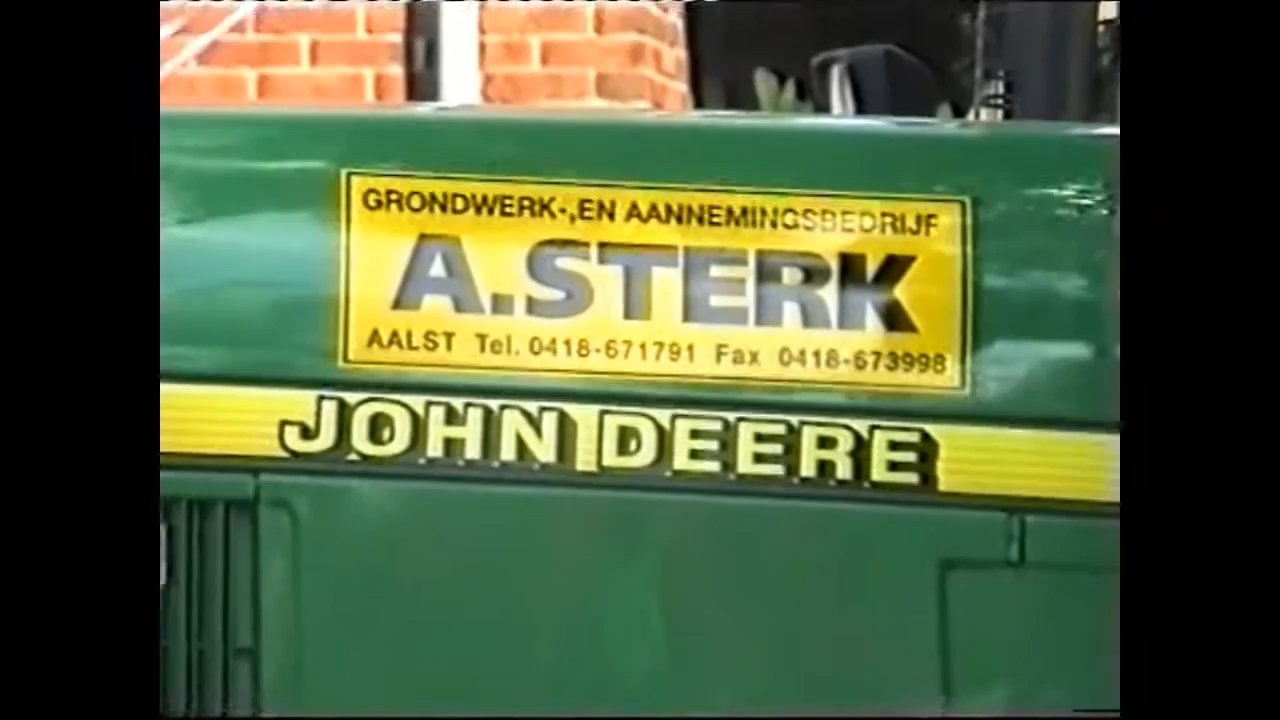 GRONDWERK-,EN AANNEMINGSBEDRIJF
A.STERK
AALST Tel. 0418-671791 Fax 0418-673998
JOHN DEERE